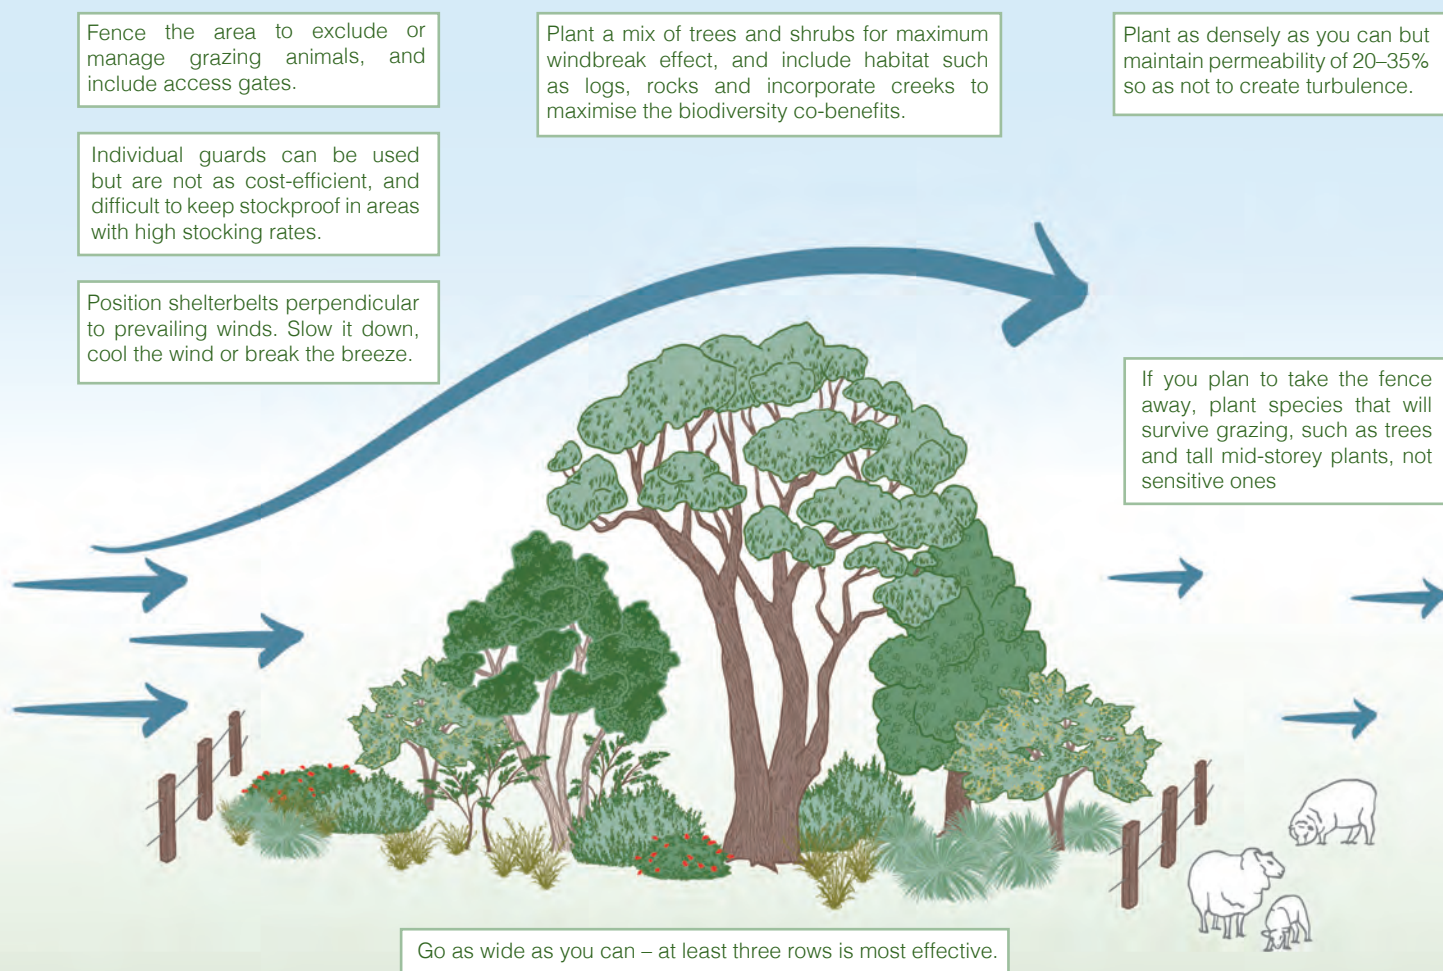 Fence the area to exclude or
manage grazing animals, and
include access gates.
Individual guards can be used
but are not as cost-efficient, and
difficult to keep stockproof in areas
with high stocking rates.
Position shelterbelts perpendicular
to prevailing winds. Slow it down,
cool the wind or break the breeze.
Plant a mix of trees and shrubs for maximum
windbreak effect, and include habitat such
as logs, rocks and incorporate creeks to
maximise the biodiversity co-benefits.
Plant as densely as you can but
maintain permeability of 20–35%
so as not to create turbulence.
If you plan to take the fence
away, plant species that will
survive grazing, such as trees
and tall mid-storey plants, not
sensitive ones
Go as wide as you can – at least three rows is most effective.